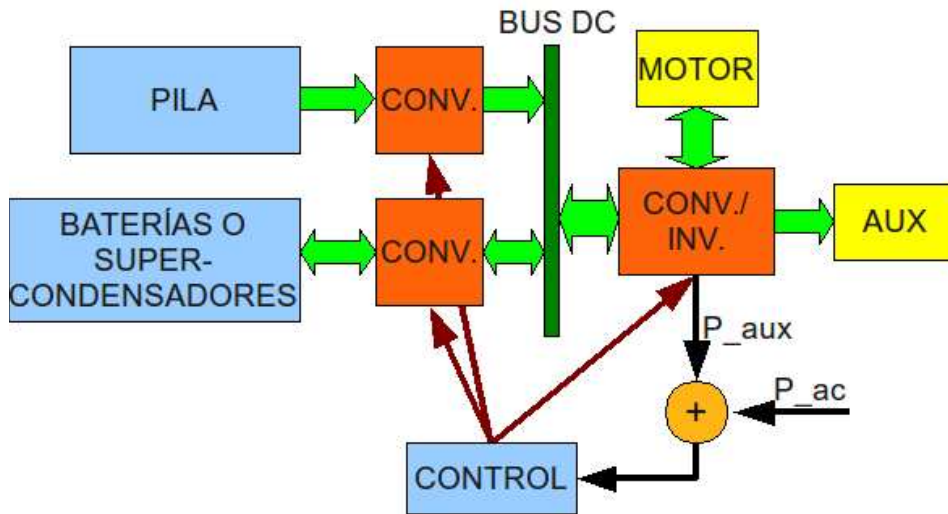 BUS DC
PILA
CONV.
MOTOR
BATERÍAS O
SUPER-
CONDENSADORES
CONV.
CONV./
INV.
AUX
P_aux
P_ac
+
CONTROL